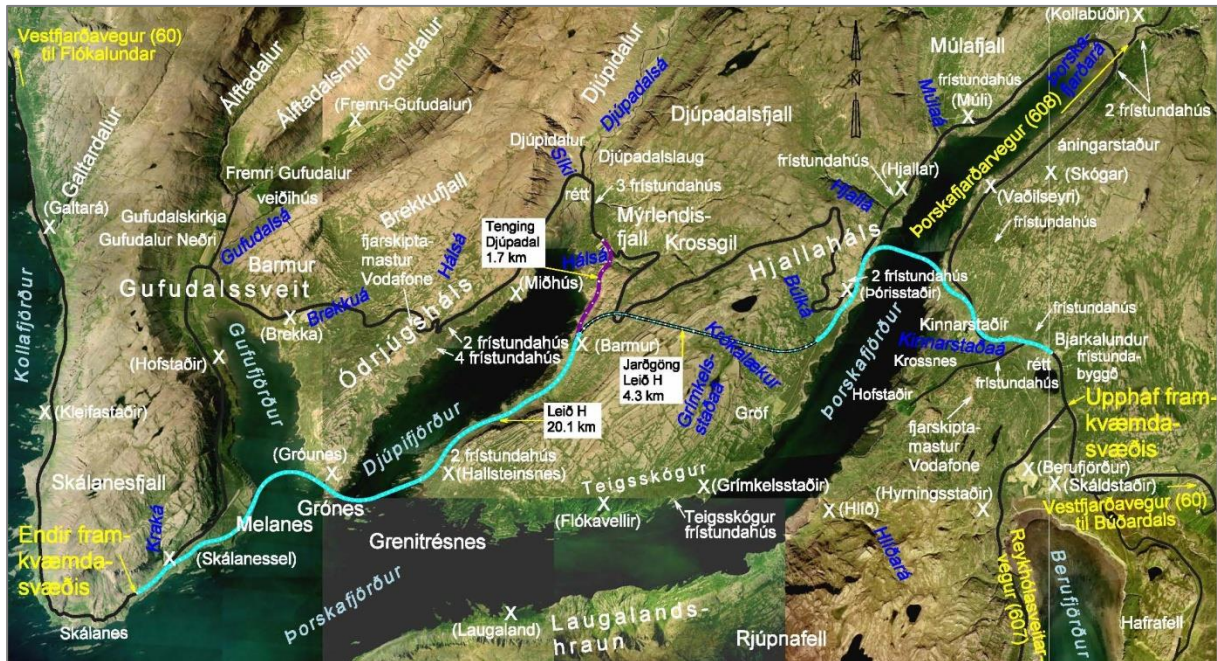 Vestfjarðavegur (60)
til Flókalundar
Galtardalur
(Galtará)
Kollafjörður
(Kleifastaðir)
Skálanesfjall
Endir fram-
kvæmda-
svæðis
Kraká
(Skálanessel)
Skálanes
Álftadalur
Álftadalsmúli
Gufudalur
(Fremri-Gufudalur)
Fremri Gufudalur
veiðihús
Gufudalskirkja
Gufudalur Neðri
Gufudalsá
Barmur
Gufudalssveit
(Brekka)
Brekkuá
(Hofstaðir)
Gufufjörður
(Gróunes)
Melanes
Grónes
Brekkufjall
fjarskipta-
mastur
Vodafone
Hálsá
Ódrjúgsháls
2 frístundahús
4 frístundahús
Djúpidalur
Djúpadalsá
Djúpidalur
Síki
Djúpadalslaug
rétt
3 frístundahús
Mýrlendis-
fjall
Krossgil
Tenging
Djúpadal
1.7 km
Hálsá
(Miðhús)
(Barmur)
Djúpifjörður
Leið H
20.1 km
2 frístundahús
(Hallsteinsnes)
Djúpadalsfjall
Jarðgöng
Leið H
4.3 km
Krókalækur
Grímkels-
staðaá
Gröf
Teigsskógur
(Grímkelsstaðir)
(Flókavellir)
Teigsskógur
frístundahús
Grenitrésnes
Þorskafjörður
(Laugaland)
Laugalands-
hraun
Rjúpnafell
(Kollabúðir)
Múlafjall
frístundahús
(Múli)
Múlaá
Þorska-
fjarðará
2 frístundahús
Þorskafjarðarvegur (608)
áningarstaður
(Skógar)
(Vaðilseyri)
frístundahús
frístundahús
(Hjallar)
Hjallá
Hjallaháls
Búlká
2 frístundahús
(Þórisstaðir)
Þorskafjörður
Kinnarstaðir
Kinnarstaðaá
Krossnes
Hofstaðir
frístundahús
rétt
frístundahús
Bjarkalundur
frístunda-
byggð
Upphaf fram-
kvæmda-
svæðis
fjarskipta-
mastur
Vodafone
(Berufjörður)
(Skáldstaðir)
Vestfjarðavegur (60)
til Búðardals
(Hyrningsstaðir)
(Hlíð)
Hlíðará
Reykhólasveitar-
vegur (607)
Berufjörður
Hafrafell